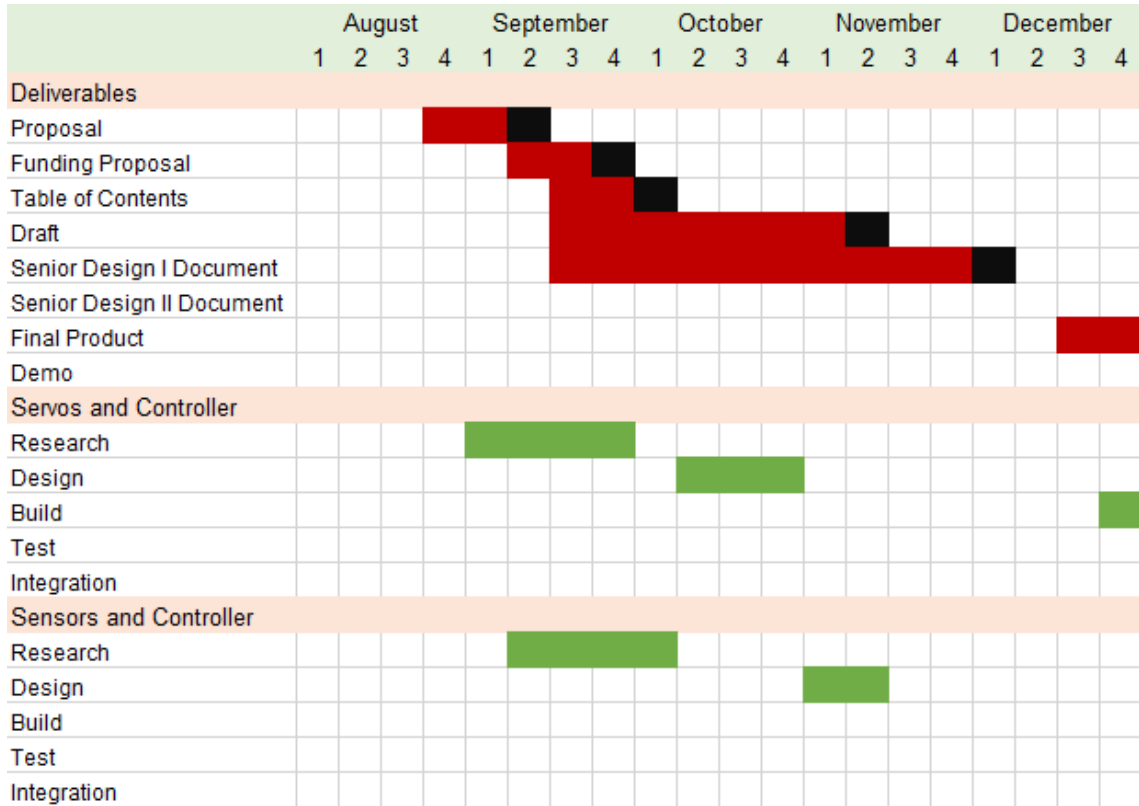 August September October November December
1 2 3 4 1 2 3 4 1 2 3 4 1 2 3 4 1 2 3 4
Deliverables
Proposal
Funding Proposal
Table of Contents
Draft
Senior Design I Document
Senior Design II Document
Final Product
Demo
Servos and Controller
Research
Design
Build
Test
Integration
Sensors and Controller
Research
Design
Build
Test
Integration